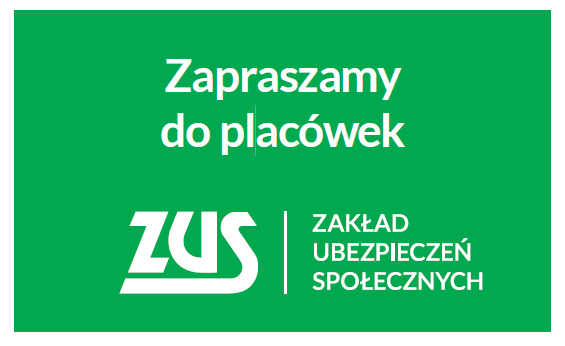 Zapraszamy
do placówek
ZUS
ZAKŁAD
UBEZPIECZEŃ
SPOŁECZNYCH